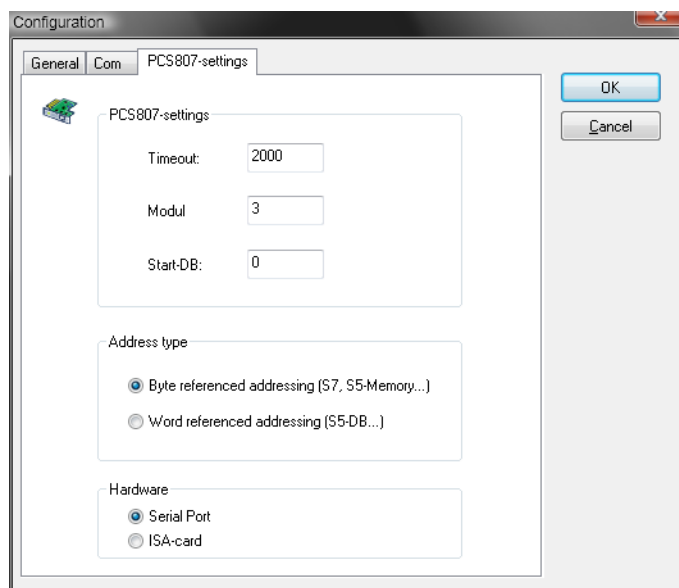 Configuration
General Com PCS807-settings
OK
Cancel
PCS807-settings
Timeout: 2000
Modul 3
Start-DB: 0
Address type
Byte referenced addressing (S7, S5-Memory...)
Word referenced addressing (S5-DB...)
Hardware
Serial Port
ISA-card